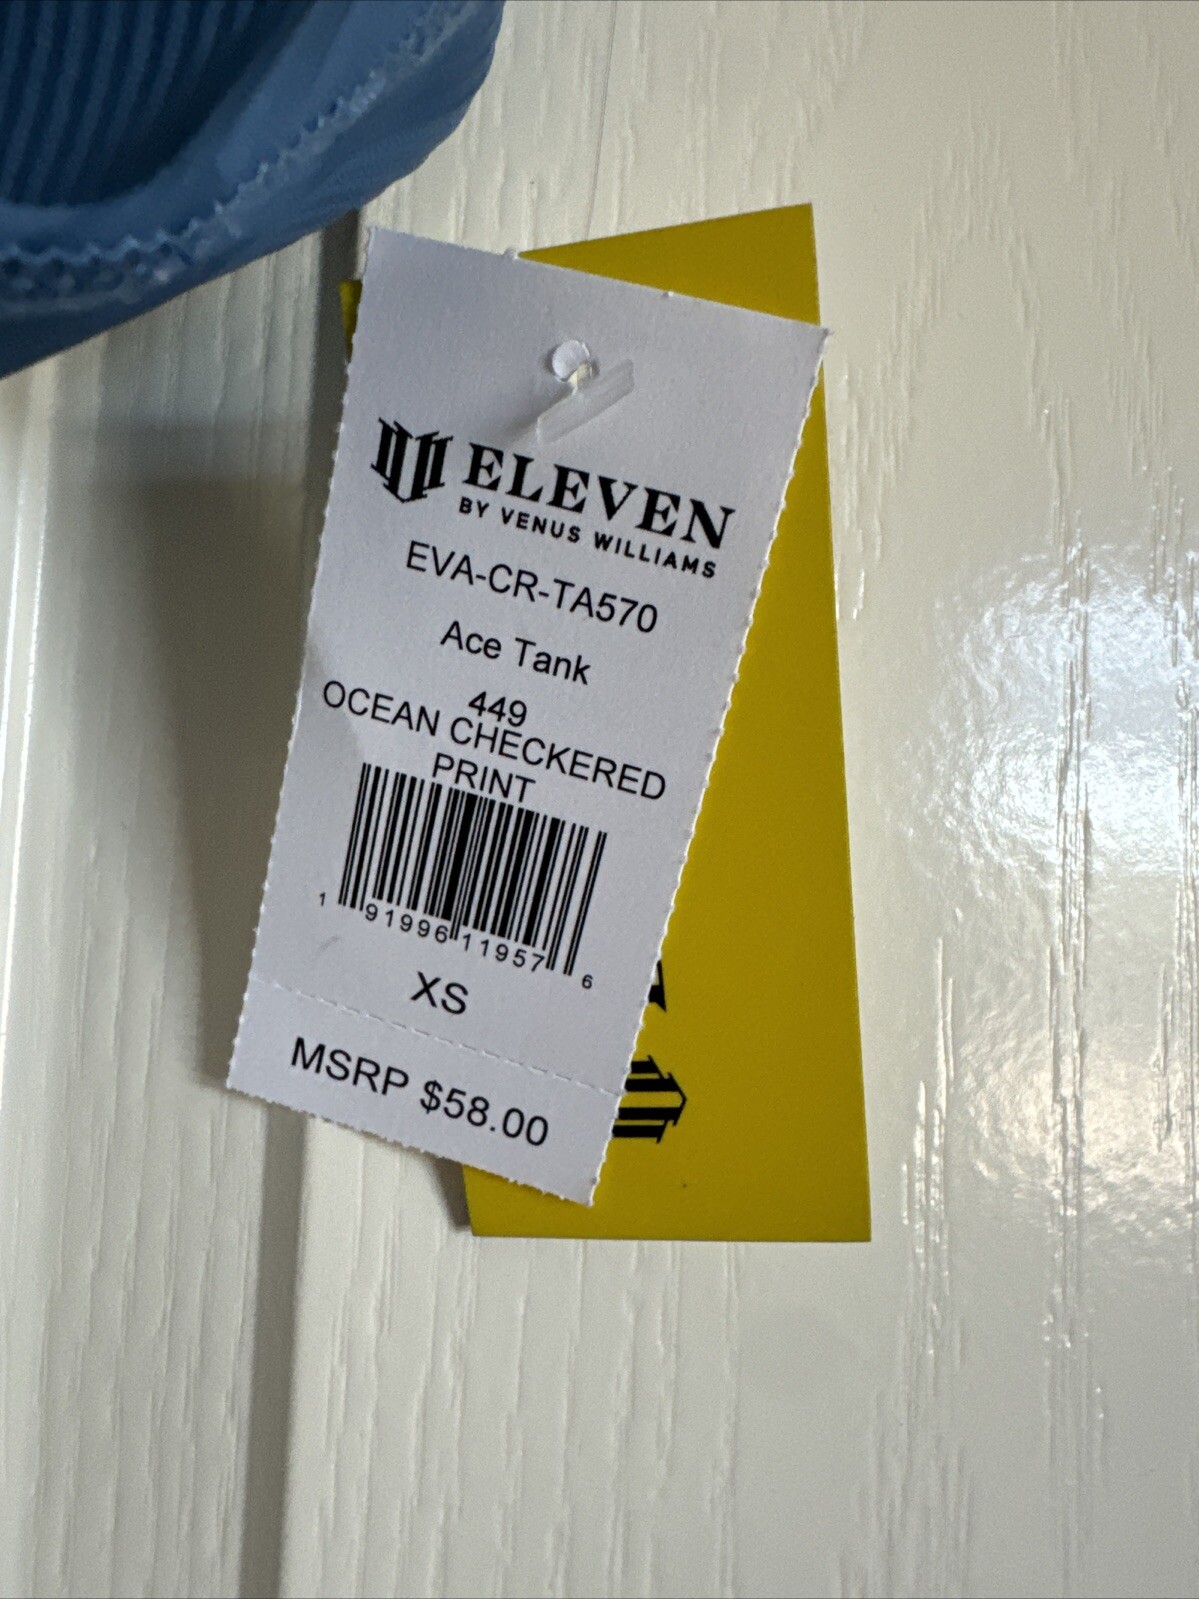 ELEVEN
BY VENUS WILLIAMS
EVA-CR-TA570
Ace Tank
449
OCEAN CHECKERED
PRINT
1 91996 11957 6
XS
MSRP $58.00